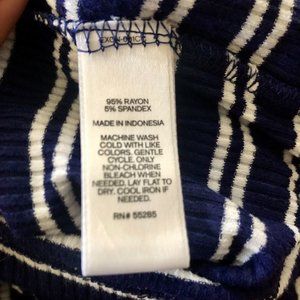 95% RAYON
5% SPANDEX
MADE IN INDONESIA
MACHINE WASH
COLD WITH LIKE
COLORS. GENTLE
CYCLE. ONLY
NON-CHLORINE
BLEACH WHEN
NEEDED. LAY FLAT TO
DRY. COOL IRON IF
NEEDED.
RN# 55285